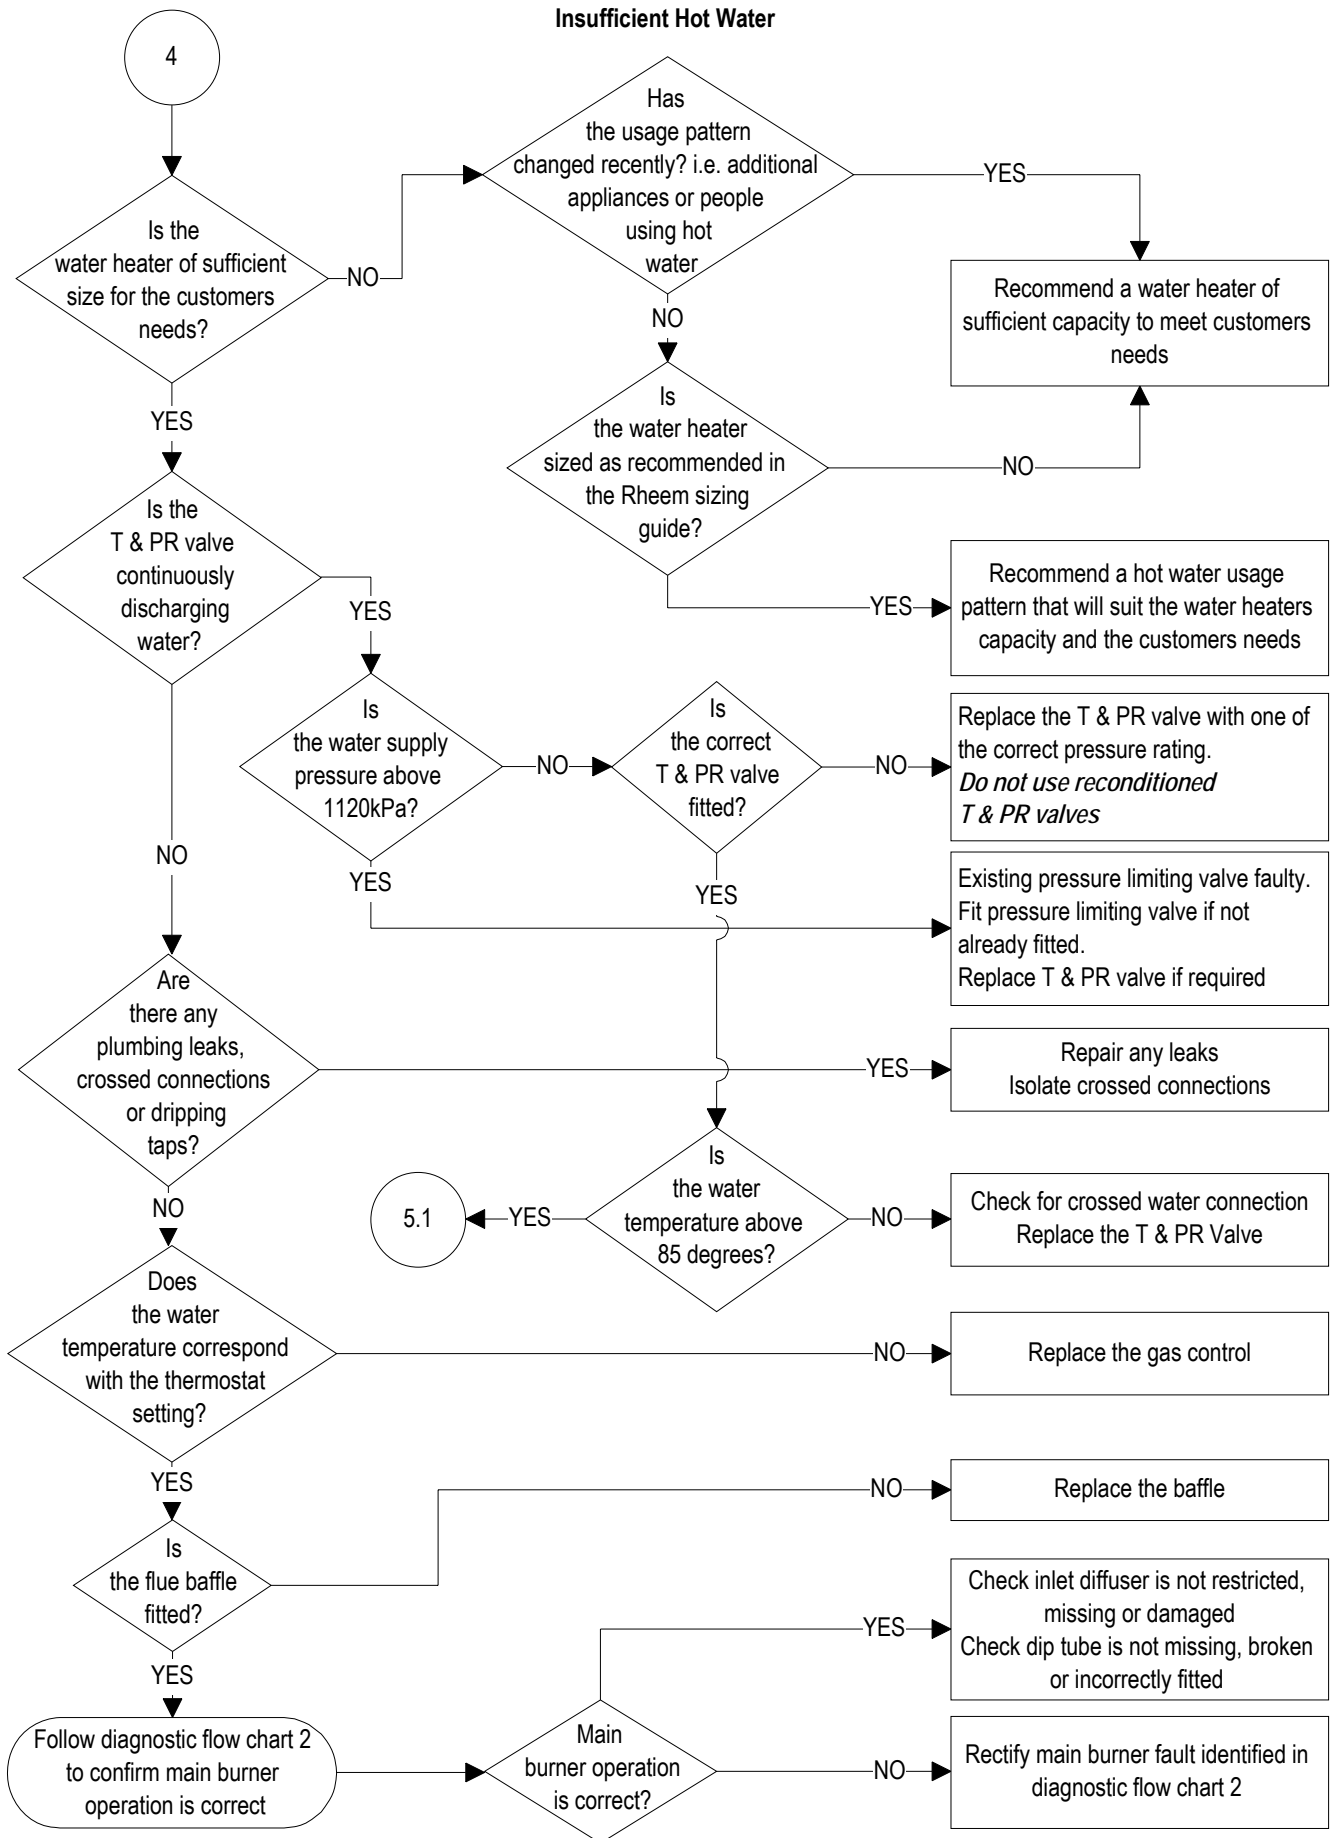 Insufficient Hot Water
4
Has
the usage pattern
changed recently? i.e. additional
appliances or people
using hot
water
YES
Is the
water heater of sufficient
size for the customers
needs?
NO
Recommend a water heater of
sufficient capacity to meet customers
needs
NO
Is
the water heater
sized as recommended in
the Rheem sizing
guide?
NO
YES
Is the
T & PR valve
continuously
discharging
water?
YES
YES
Recommend a hot water usage
pattern that will suit the water heaters
capacity and the customers needs
Is
the water supply
pressure above
1120kPa?
NO
Is
the correct
T & PR valve
fitted?
NO
Replace the T & PR valve with one of
the correct pressure rating.
Do not use reconditioned
T & PR valves
NO
YES
YES
Existing pressure limiting valve faulty.
Fit pressure limiting valve if not
already fitted.
Replace T & PR valve if required
Are
there any
plumbing leaks,
crossed connections
or dripping
taps?
YES
Repair any leaks
Isolate crossed connections
NO
5.1
YES
Is
the water
temperature above
85 degrees?
NO
Check for crossed water connection
Replace the T & PR Valve
Does
the water
temperature correspond
with the thermostat
setting?
NO
Replace the gas control
YES
Is
the flue baffle
fitted?
NO
Replace the baffle
YES
YES
Check inlet diffuser is not restricted,
missing or damaged
Check dip tube is not missing, broken
or incorrectly fitted
Follow diagnostic flow chart 2
to confirm main burner
operation is correct
Main
burner operation
is correct?
NO
Rectify main burner fault identified in
diagnostic flow chart 2